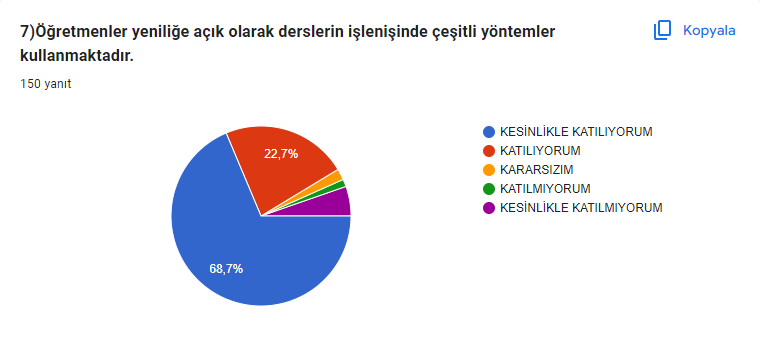 7)Öğretmenler yeniliğe açık olarak derslerin işlenişinde çeşitli yöntemler
kullanmaktadır.
Kopyala
150 yanıt
22,7%
68,7%
KESİNLİKLE KATILIYORUM
KATILIYORUM
KARARSIZIM
KATILMIYORUM
KESİNLİKLE KATILMIYORUM